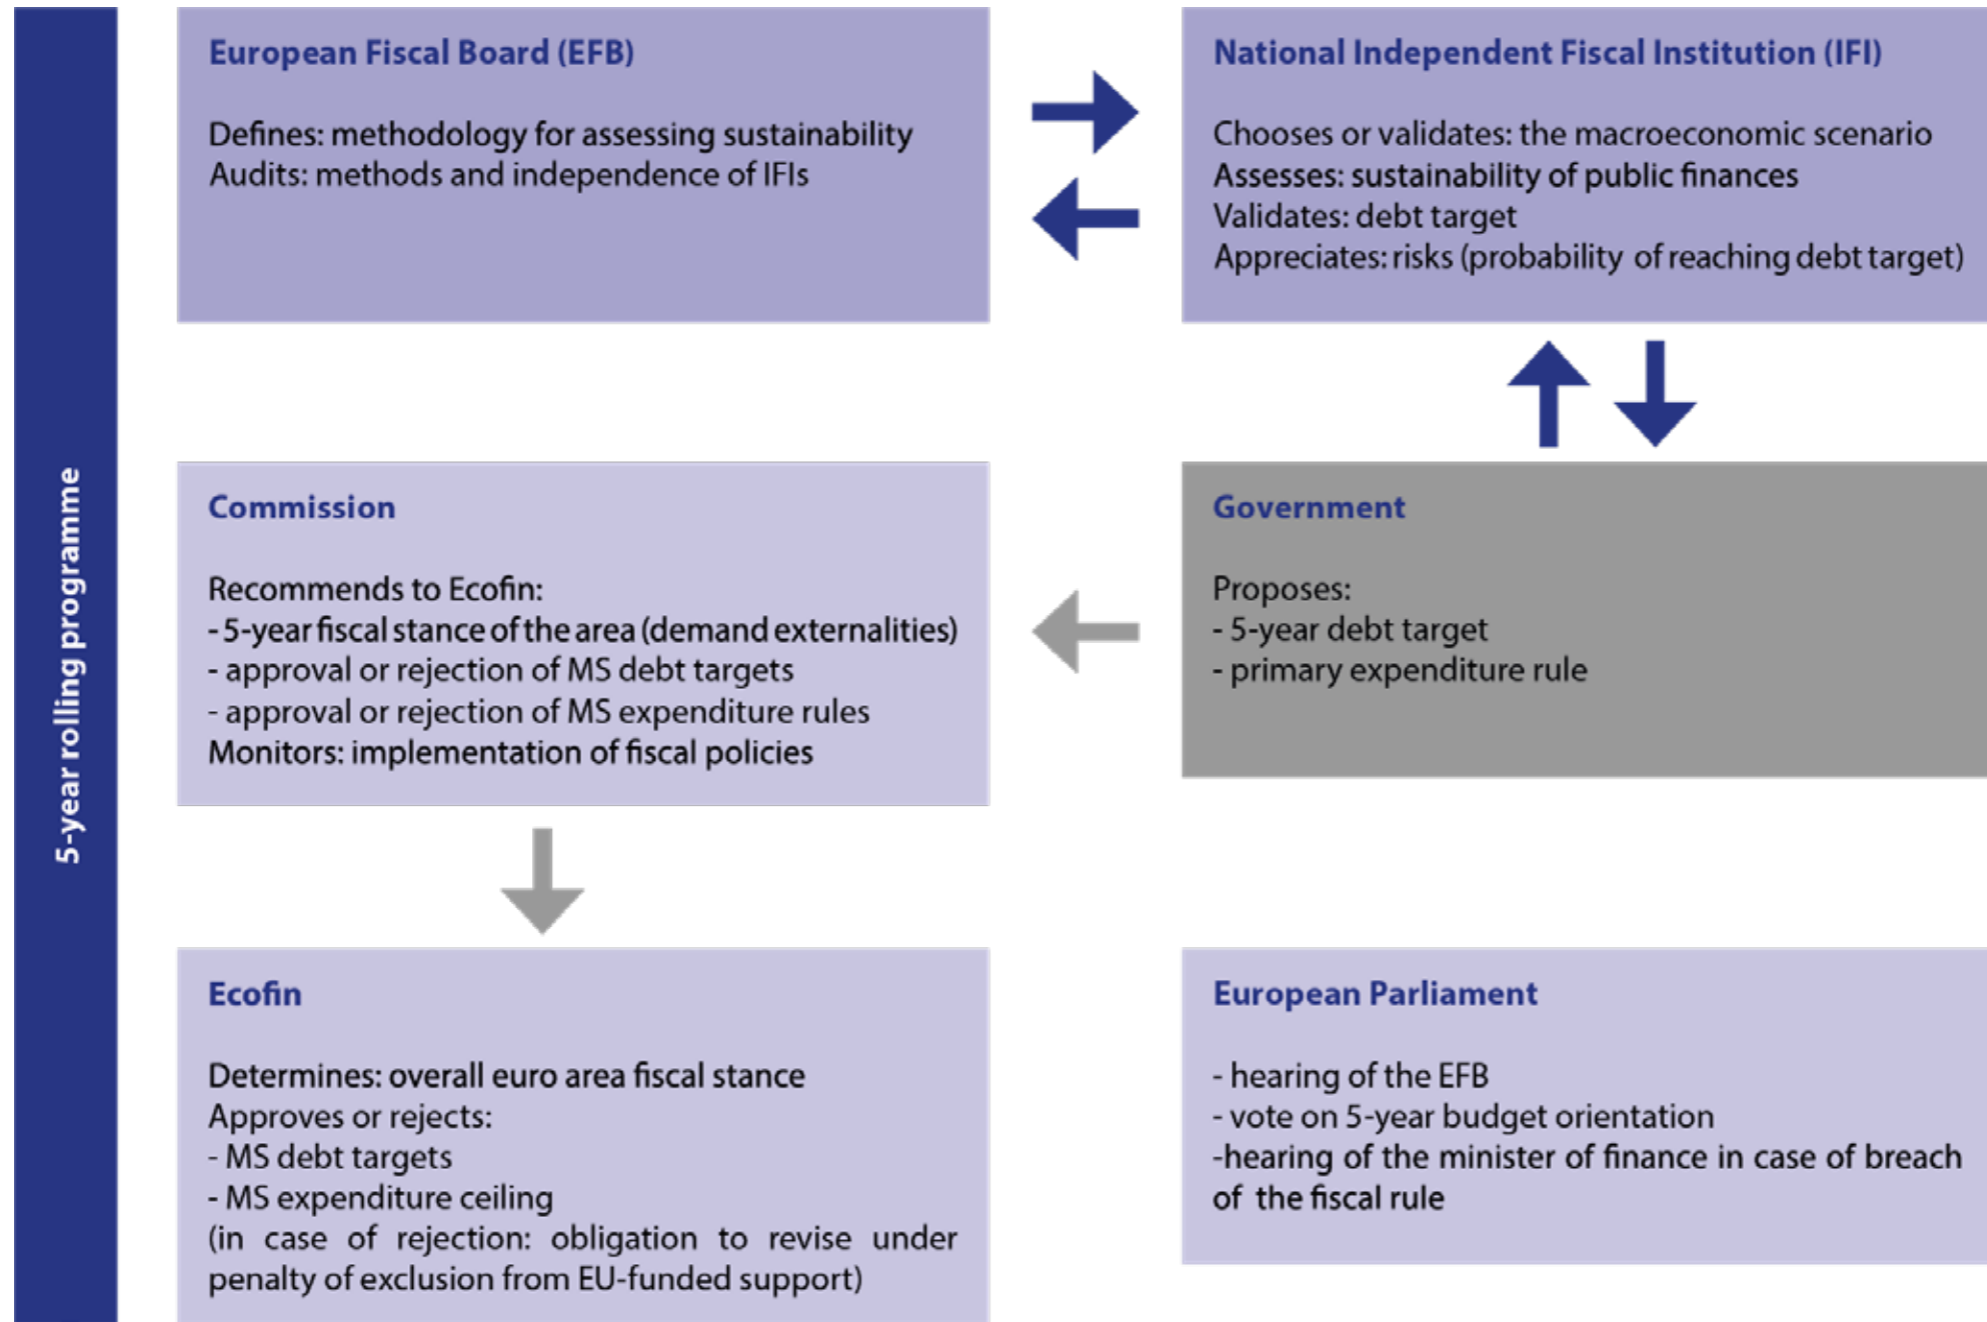 5-year rolling programme
European Fiscal Board (EFB)
Defines: methodology for assessing sustainability
Audits: methods and independence of IFIs
National Independent Fiscal Institution (IFI)
Chooses or validates: the macroeconomic scenario
Assesses: sustainability of public finances
Validates: debt target
Appreciates: risks (probability of reaching debt target)
Commission
Recommends to Ecofin:
- 5-year fiscal stance of the area (demand externalities)
- approval or rejection of MS debt targets
- approval or rejection of MS expenditure rules
Monitors: implementation of fiscal policies
Government
Proposes:
- 5-year debt target
- primary expenditure rule
Ecofin
Determines: overall euro area fiscal stance
Approves or rejects:
- MS debt targets
- MS expenditure ceiling
(in case of rejection: obligation to revise under
penalty of exclusion from EU-funded support)
European Parliament
- hearing of the EFB
- vote on 5-year budget orientation
-hearing of the minister of finance in case of breach
of the fiscal rule